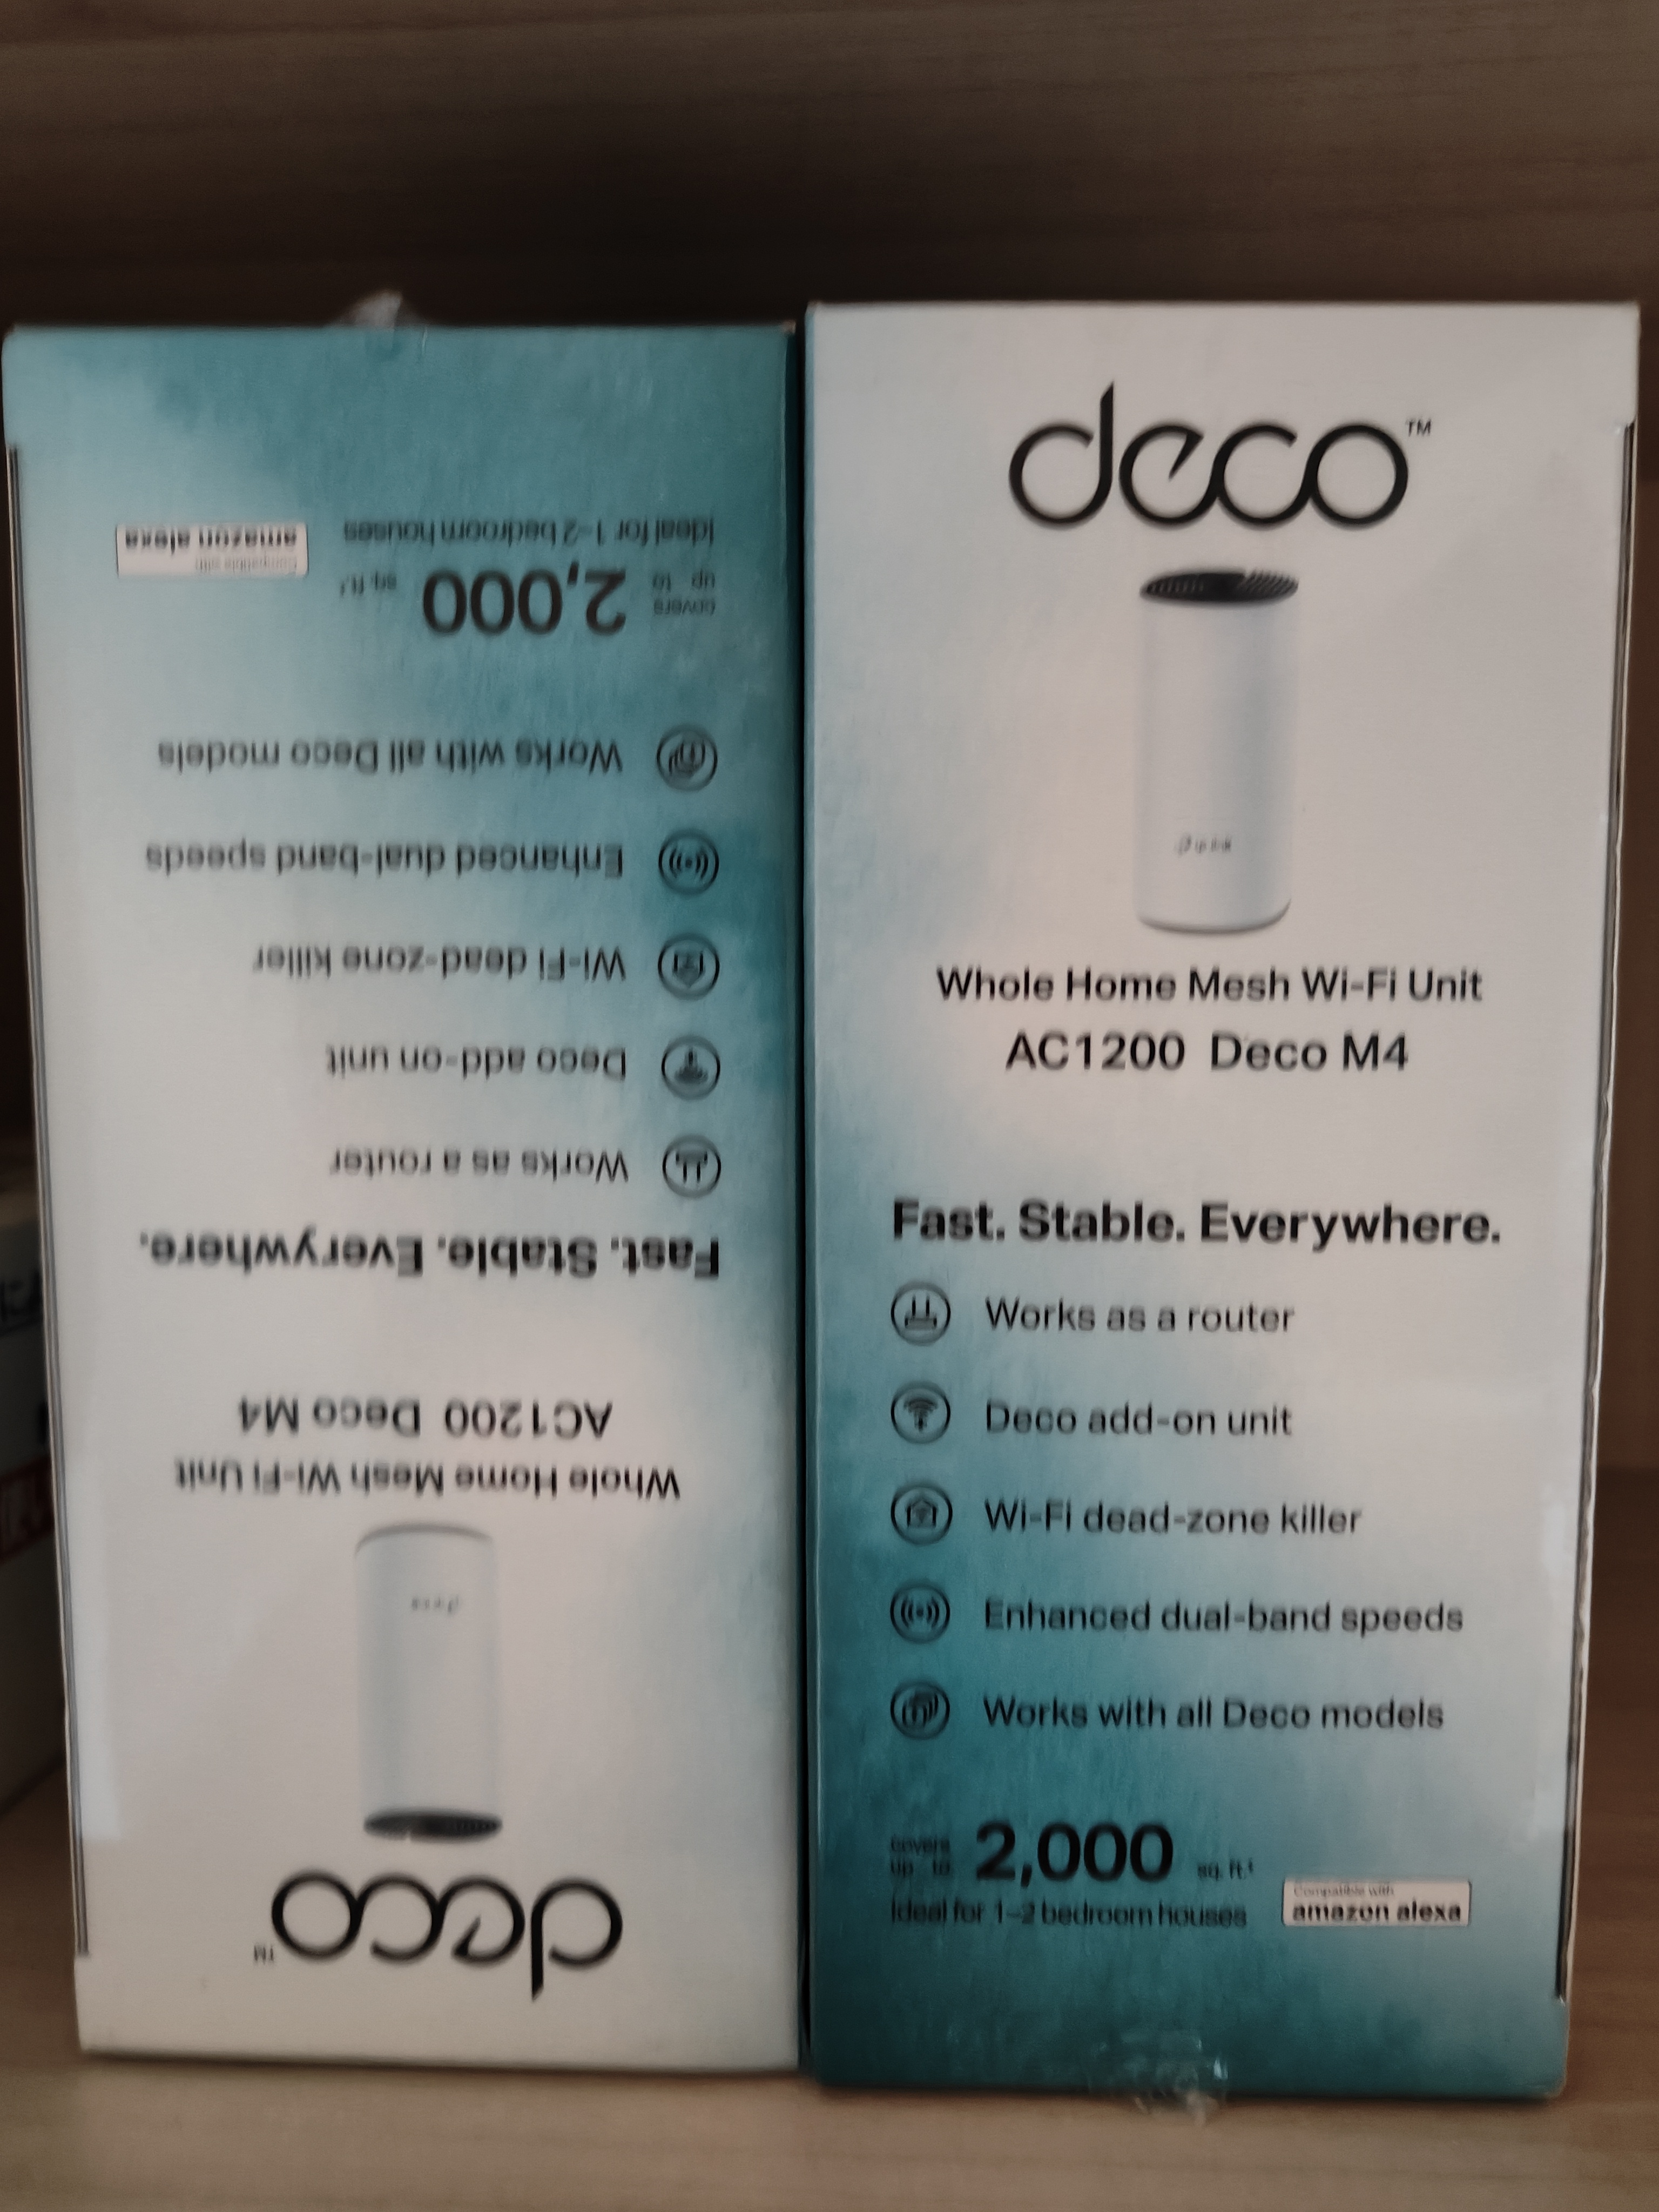 deco™
Whole Home Mesh Wi-Fi Unit
AC1200 Deco M4
Fast. Stable. Everywhere.
Works as a router
Deco add-on unit
Wi-Fi dead-zone killer
Enhanced dual-band speeds
Works with all Deco models
covers
up to 2,000 sq. ft.¹
Ideal for 1–2 bedroom houses
Compatible with
amazon alexa
deco™
Whole Home Mesh Wi-Fi Unit
AC1200 Deco M4
Fast. Stable. Everywhere.
Works as a router
Deco add-on unit
Wi-Fi dead-zone killer
Enhanced dual-band speeds
Works with all Deco models
covers
up to 2,000 sq. ft.¹
Ideal for 1–2 bedroom houses
Compatible with
amazon alexa